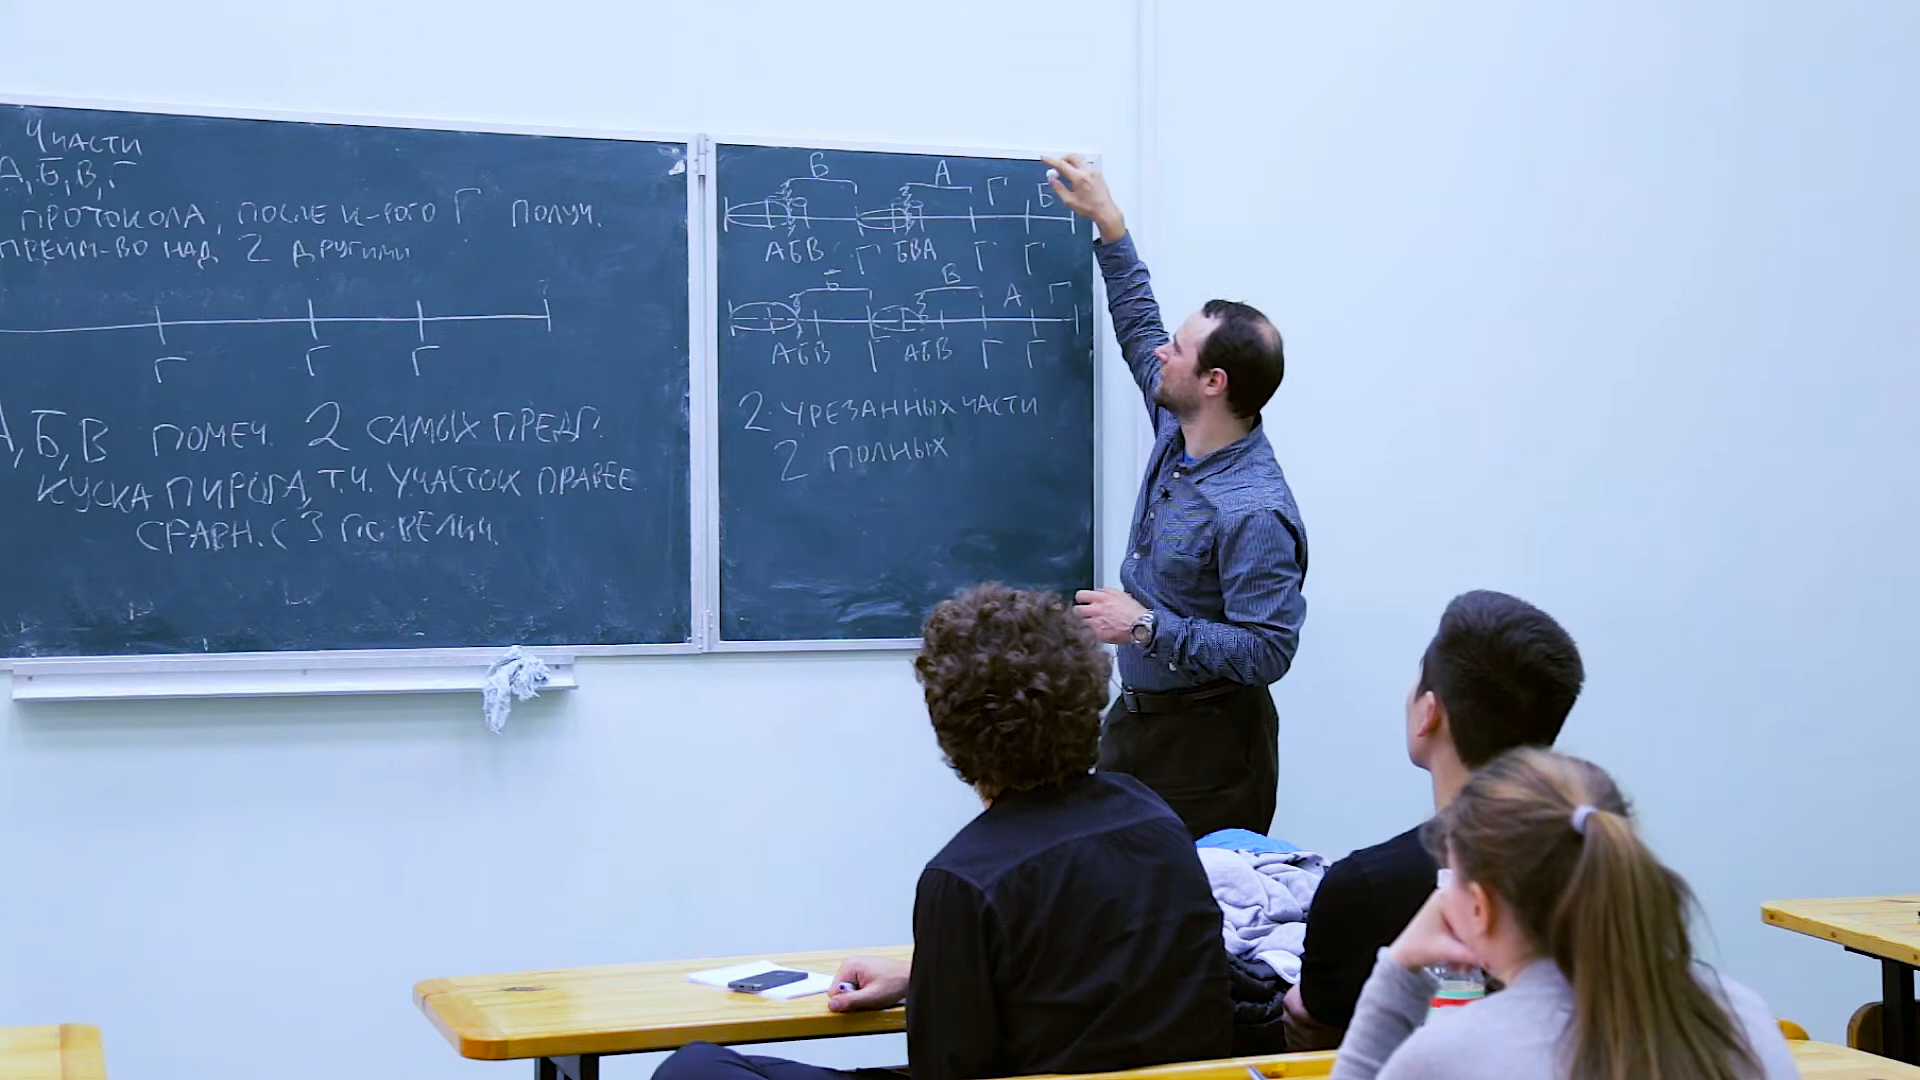 4 ЧАСТИ
А, Б, В, Г
ПРОТОКОЛА, ПОСЛЕ К-РОГО Г ПОЛУЧ.
ПРЕИМ-ВО НАД 2 ДРУГИМИ
Г Г Г
А, Б, В ПОМЕЧ. 2 САМЫХ ПРЕДП.
КУСКА ПИРОГА, Т.Ч. УЧАСТОК ПРАВЕЕ
СРАВН. С 3 ПО ВЕЛИЧ.
Б А Г Б
АБВ Г БВА Г Г
Б В А Г
АБВ Г АБВ Г Г
2 УРЕЗАННЫХ ЧАСТИ
2 ПОЛНЫХ